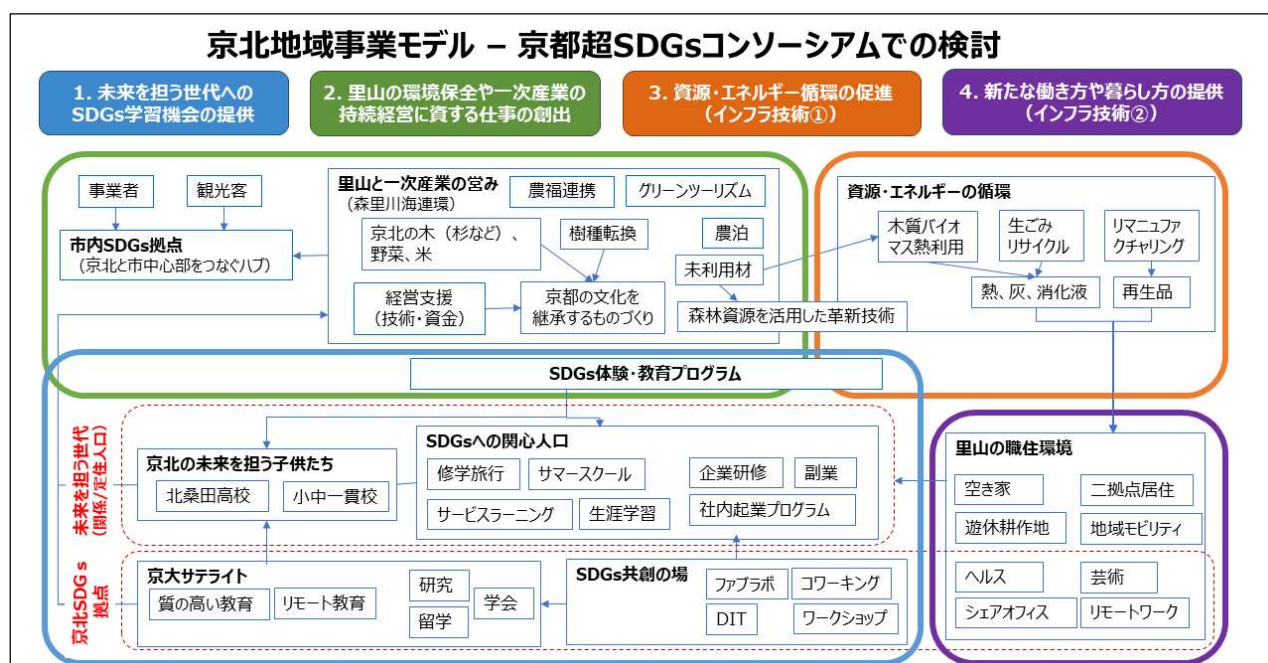 京北地域事業モデル – 京都超SDGsコンソーシアムでの検討
1. 未来を担う世代への
SDGs学習機会の提供
2. 里山の環境保全や一次産業の
持続経営に資する仕事の創出
3. 資源・エネルギー循環の促進
(インフラ技術①)
4. 新たな働き方や暮らし方の提供
(インフラ技術②)
事業者
観光客
市内SDGs拠点
(京北と市中心部をつなぐハブ)
里山と一次産業の営み
(森里川海連環)
農福連携
グリーンツーリズム
京北の木（杉など）、
野菜、米
樹種転換
農泊
未利用材
経営支援
(技術・資金)
京都の文化を
継承するものづくり
森林資源を活用した革新技術
資源・エネルギーの循環
木質バイオ
マス熱利用
生ごみ
リサイクル
リマニュファ
クチャリング
熱、灰、消化液
再生品
SDGs体験・教育プログラム
未来を担う世代
(関係/定住人口)
京北の未来を担う子供たち
北桑田高校
小中一貫校
SDGsへの関心人口
修学旅行
サマースクール
企業研修
副業
サービスラーニング
生涯学習
社内起業プログラム
里山の職住環境
空き家
二拠点居住
遊休耕作地
地域モビリティ
ヘルス
芸術
シェアオフィス
リモートワーク
京北SDGs
拠点
京大サテライト
質の高い教育
リモート教育
研究
留学
学会
SDGs共創の場
ファブラボ
コワーキング
DIT
ワークショップ